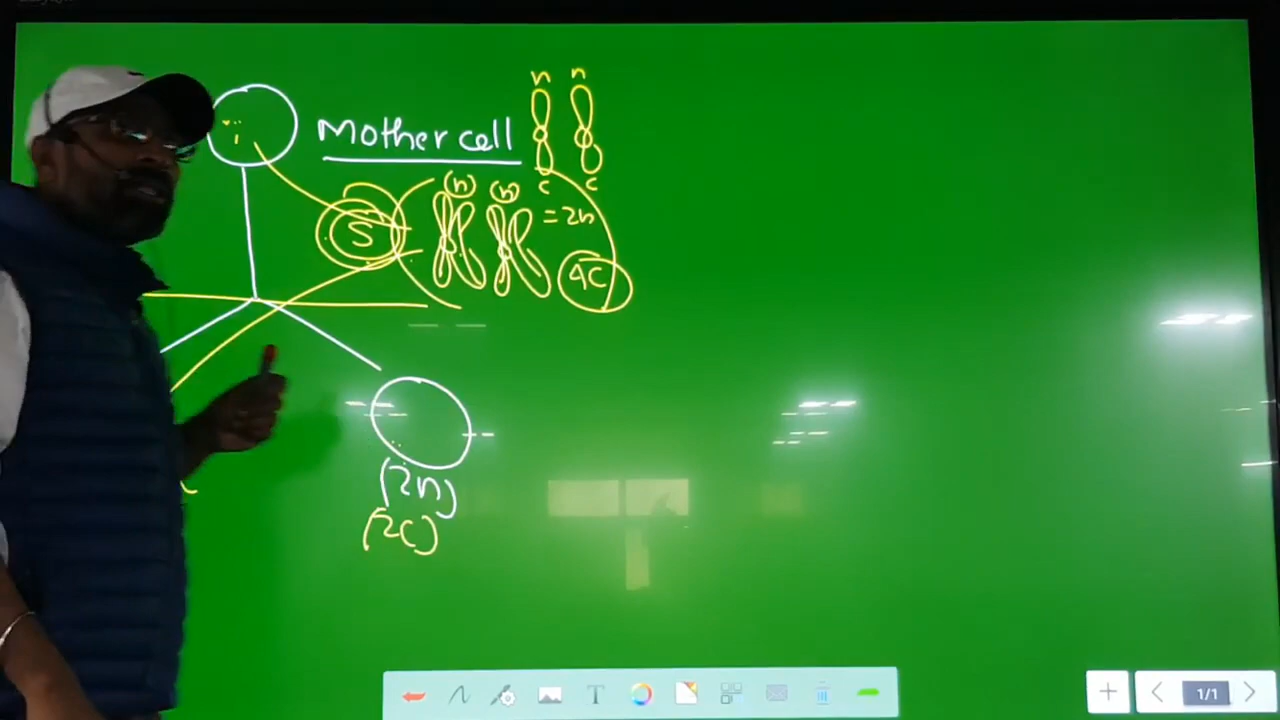 n n
Mother cell
c c
(n) (n)
S = 2n
4C
(2n)
(2C)
T
1/1